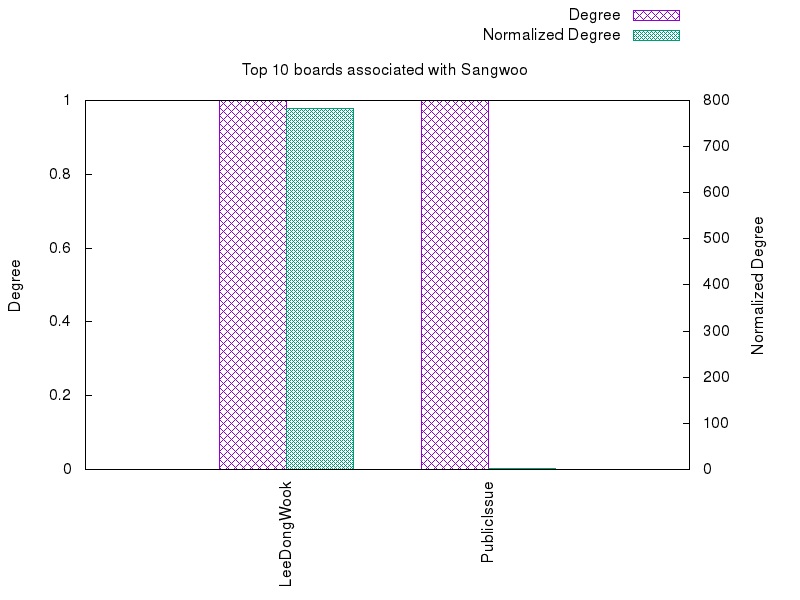 Degree
Normalized Degree
Top 10 boards associated with Sangwoo
1
0.8
0.6
0.4
0.2
0
800
700
600
500
400
300
200
100
0
Degree
Normalized Degree
LeeDongWook
PublicIssue